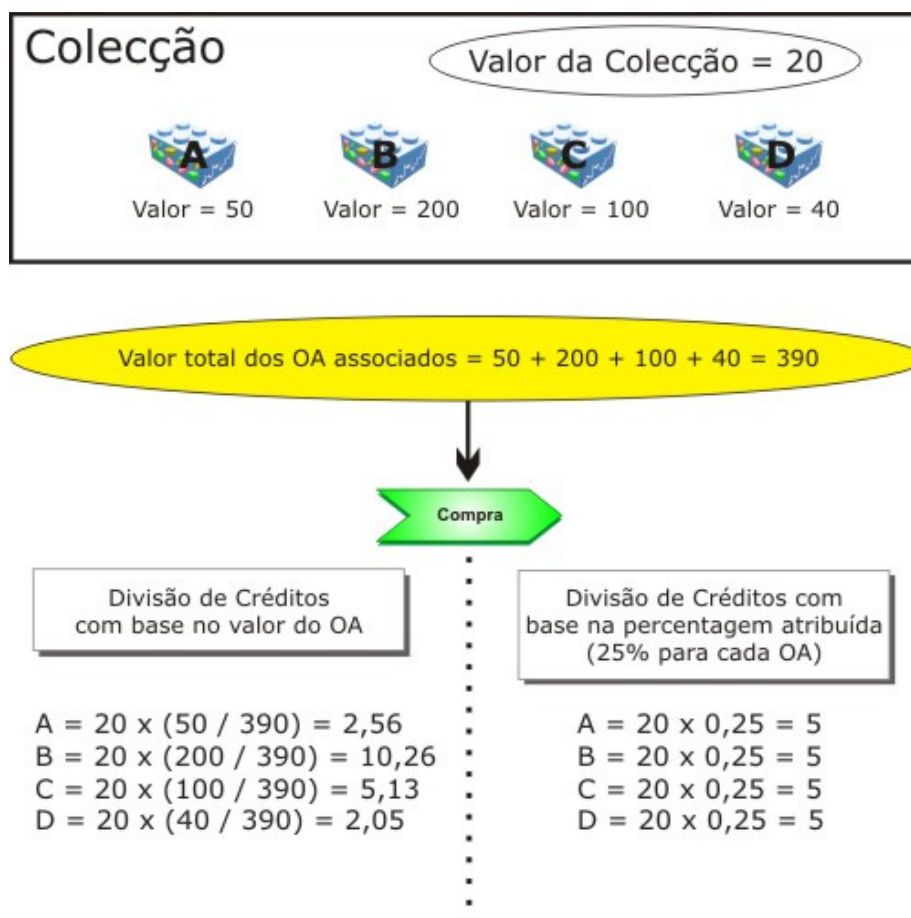 Colecção
Valor da Colecção = 20
A
B
C
D
Valor = 50
Valor = 200
Valor = 100
Valor = 40
Valor total dos OA associados = 50 + 200 + 100 + 40 = 390
Compra
Divisão de Créditos
com base no valor do OA
Divisão de Créditos com
base na percentagem atribuída
(25% para cada OA)
A = 20 x (50 / 390) = 2,56
B = 20 x (200 / 390) = 10,26
C = 20 x (100 / 390) = 5,13
D = 20 x (40 / 390) = 2,05
A = 20 x 0,25 = 5
B = 20 x 0,25 = 5
C = 20 x 0,25 = 5
D = 20 x 0,25 = 5